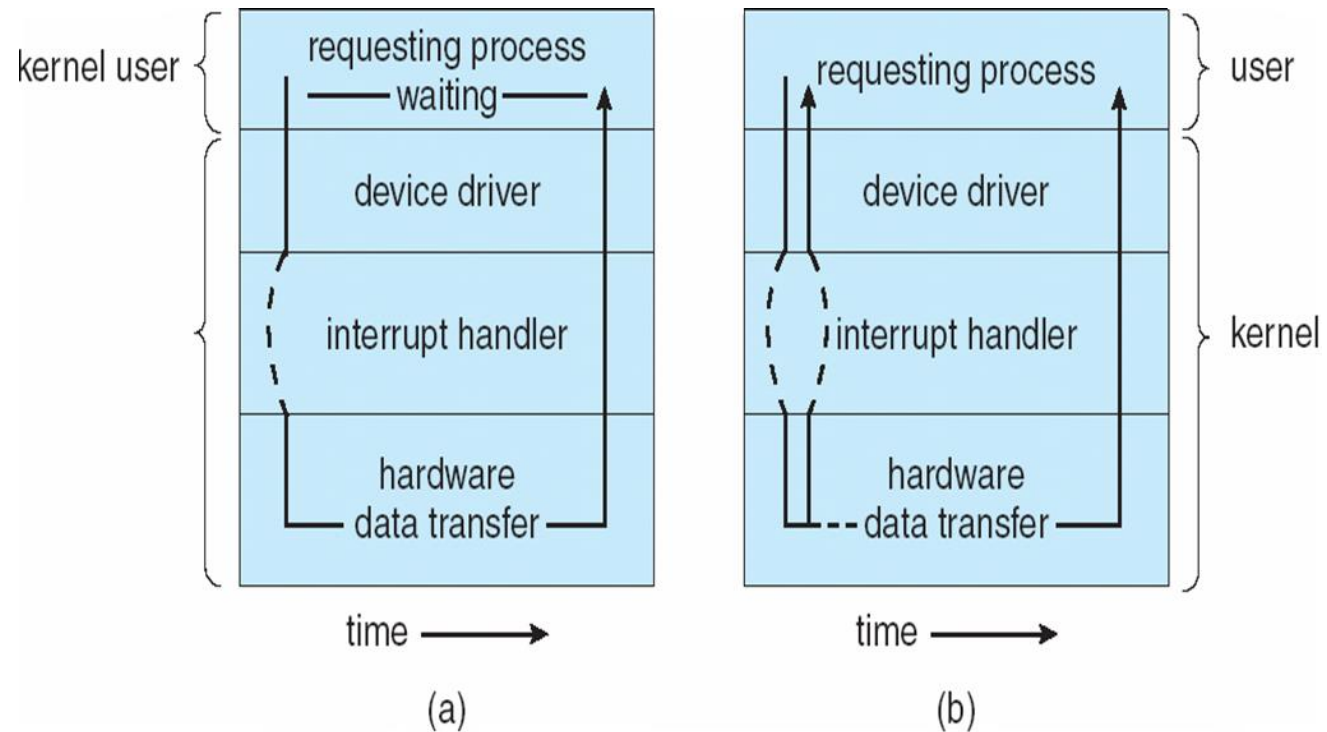 kernel user
requesting process
waiting
device driver
interrupt handler
hardware
data transfer
time
(a)
requesting process
user
device driver
interrupt handler
kernel
hardware
data transfer
time
(b)